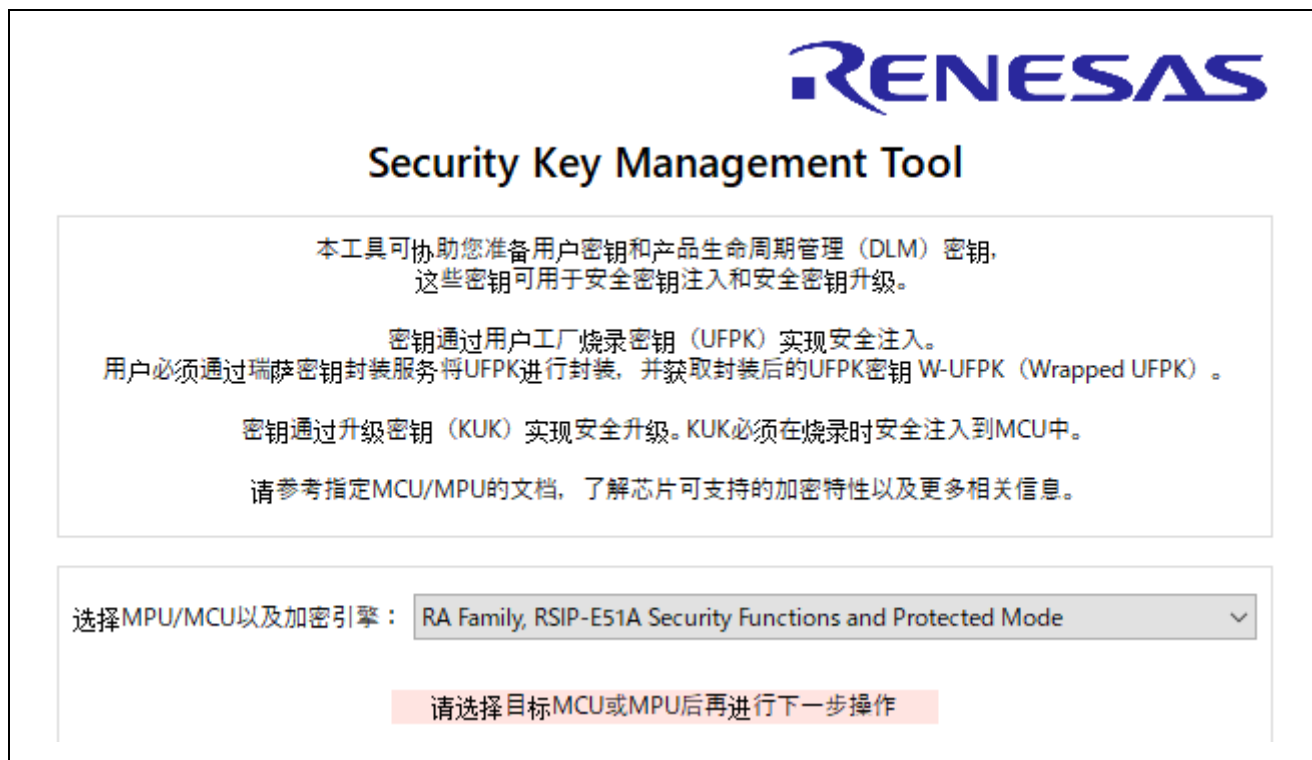 RENESAS
Security Key Management Tool
本工具可协助您准备用户密钥和产品生命周期管理（DLM）密钥，
这些密钥可用于安全密钥注入和安全密钥升级。
密钥通过用户工厂烧录密钥（UFPK）实现安全注入。
用户必须通过瑞萨密钥封装服务将UFPK进行封装，并获取封装后的UFPK密钥 W-UFPK（Wrapped UFPK）。
密钥通过升级密钥（KUK）实现安全升级。KUK必须在烧录时安全注入到MCU中。
请参考指定MCU/MPU的文档，了解芯片可支持的加密特性以及更多相关信息。
选择MPU/MCU以及加密引擎： RA Family, RSIP-E51A Security Functions and Protected Mode
请选择目标MCU或MPU后再进行下一步操作